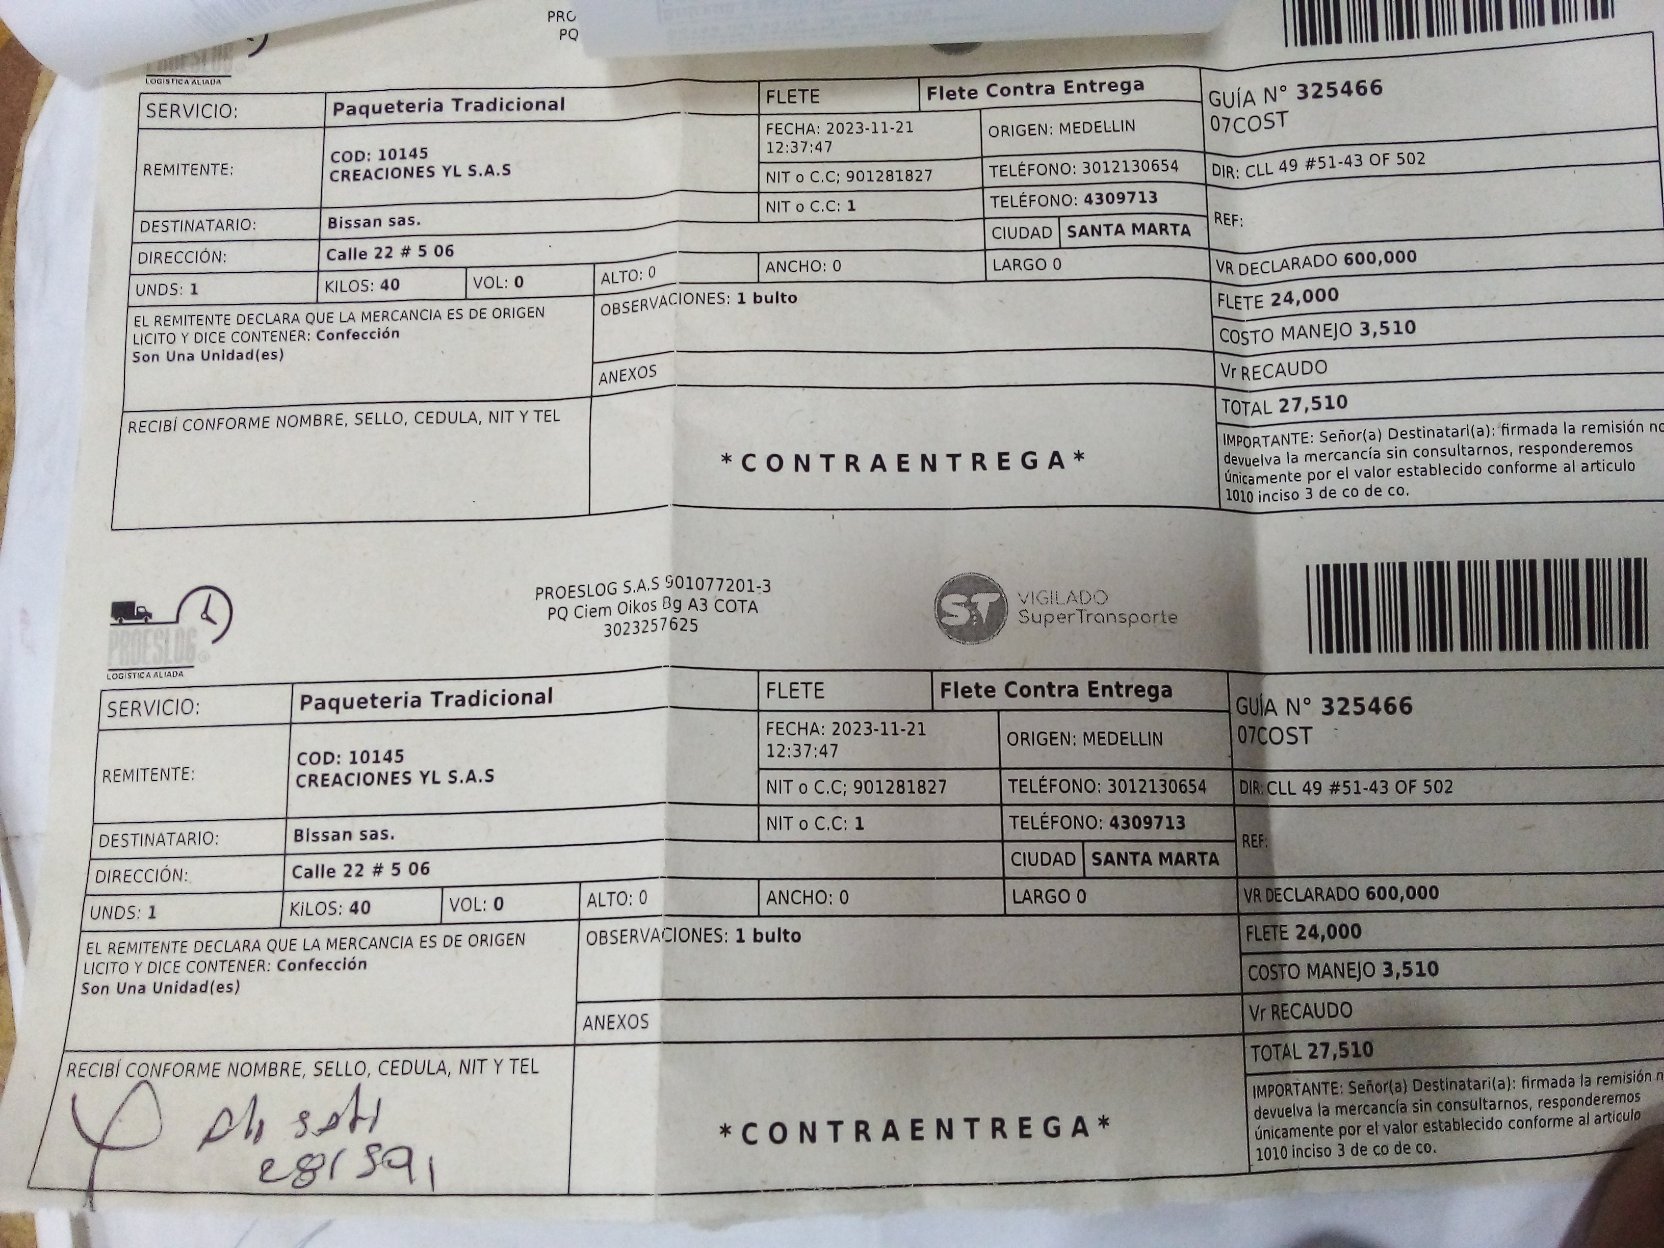 PRO
PQ
LOGISTICA ALIADA
SERVICIO: Paqueteria Tradicional FLETE Flete Contra Entrega GUÍA N° 325466
07COST
REMITENTE: COD: 10145
CREACIONES YL S.A.S
FECHA: 2023-11-21
12:37:47
ORIGEN: MEDELLIN
NIT o C.C; 901281827 TELÉFONO: 3012130654 DIR: CLL 49 #51-43 OF 502
DESTINATARIO: Bissan sas. NIT o C.C: 1 TELÉFONO: 4309713 REF:
DIRECCIÓN: Calle 22 # 5 06 CIUDAD SANTA MARTA
UNDS: 1 KILOS: 40 VOL: 0 ALTO: 0 ANCHO: 0 LARGO 0 VR DECLARADO 600,000
EL REMITENTE DECLARA QUE LA MERCANCIA ES DE ORIGEN
LICITO Y DICE CONTENER: Confección
Son Una Unidad(es)
OBSERVACIONES: 1 bulto
FLETE 24,000
COSTO MANEJO 3,510
ANEXOS
Vr RECAUDO
TOTAL 27,510
RECIBÍ CONFORME NOMBRE, SELLO, CEDULA, NIT Y TEL
*CONTRAENTREGA*
IMPORTANTE: Señor(a) Destinatari(a): firmada la remisión no
devuelva la mercancía sin consultarnos, responderemos
únicamente por el valor establecido conforme al articulo
1010 inciso 3 de co de co.
PROESLOG
LOGISTICA ALIADA
PROESLOG S.A.S 901077201-3
PQ Ciem Oikos Bg A3 COTA
3023257625
ST VIGILADO
SuperTransporte
SERVICIO: Paqueteria Tradicional FLETE Flete Contra Entrega GUÍA N° 325466
07COST
REMITENTE: COD: 10145
CREACIONES YL S.A.S
FECHA: 2023-11-21
12:37:47
ORIGEN: MEDELLIN
NIT o C.C; 901281827 TELÉFONO: 3012130654 DIR: CLL 49 #51-43 OF 502
DESTINATARIO: Bissan sas. NIT o C.C: 1 TELÉFONO: 4309713 REF:
DIRECCIÓN: Calle 22 # 5 06 CIUDAD SANTA MARTA
UNDS: 1 KILOS: 40 VOL: 0 ALTO: 0 ANCHO: 0 LARGO 0 VR DECLARADO 600,000
EL REMITENTE DECLARA QUE LA MERCANCIA ES DE ORIGEN
LICITO Y DICE CONTENER: Confección
Son Una Unidad(es)
OBSERVACIONES: 1 bulto
FLETE 24,000
COSTO MANEJO 3,510
ANEXOS
Vr RECAUDO
TOTAL 27,510
RECIBÍ CONFORME NOMBRE, SELLO, CEDULA, NIT Y TEL
*CONTRAENTREGA*
IMPORTANTE: Señor(a) Destinatari(a): firmada la remisión n
devuelva la mercancía sin consultarnos, responderemos
únicamente por el valor establecido conforme al articulo
1010 inciso 3 de co de co.